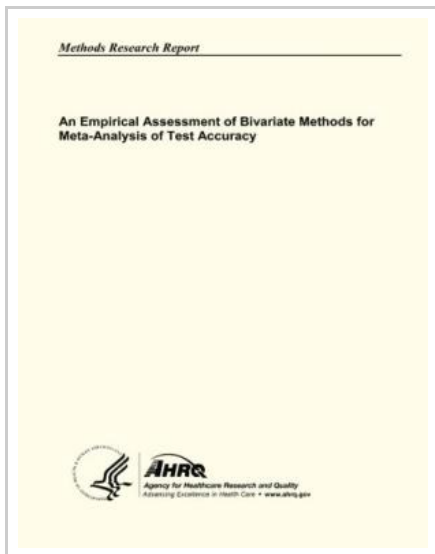 Methods Research Report
An Empirical Assessment of Bivariate Methods for
Meta-Analysis of Test Accuracy
AHRQ
Agency for Healthcare Research and Quality
Advancing Excellence in Health Care • www.ahrq.gov